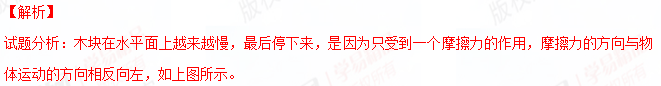 【解析】
试题分析：木块在水平面上越来越慢，最后停下来，是因为只受到一个摩擦力的作用，摩擦力的方向与物
体运动的方向相反向左，如上图所示。